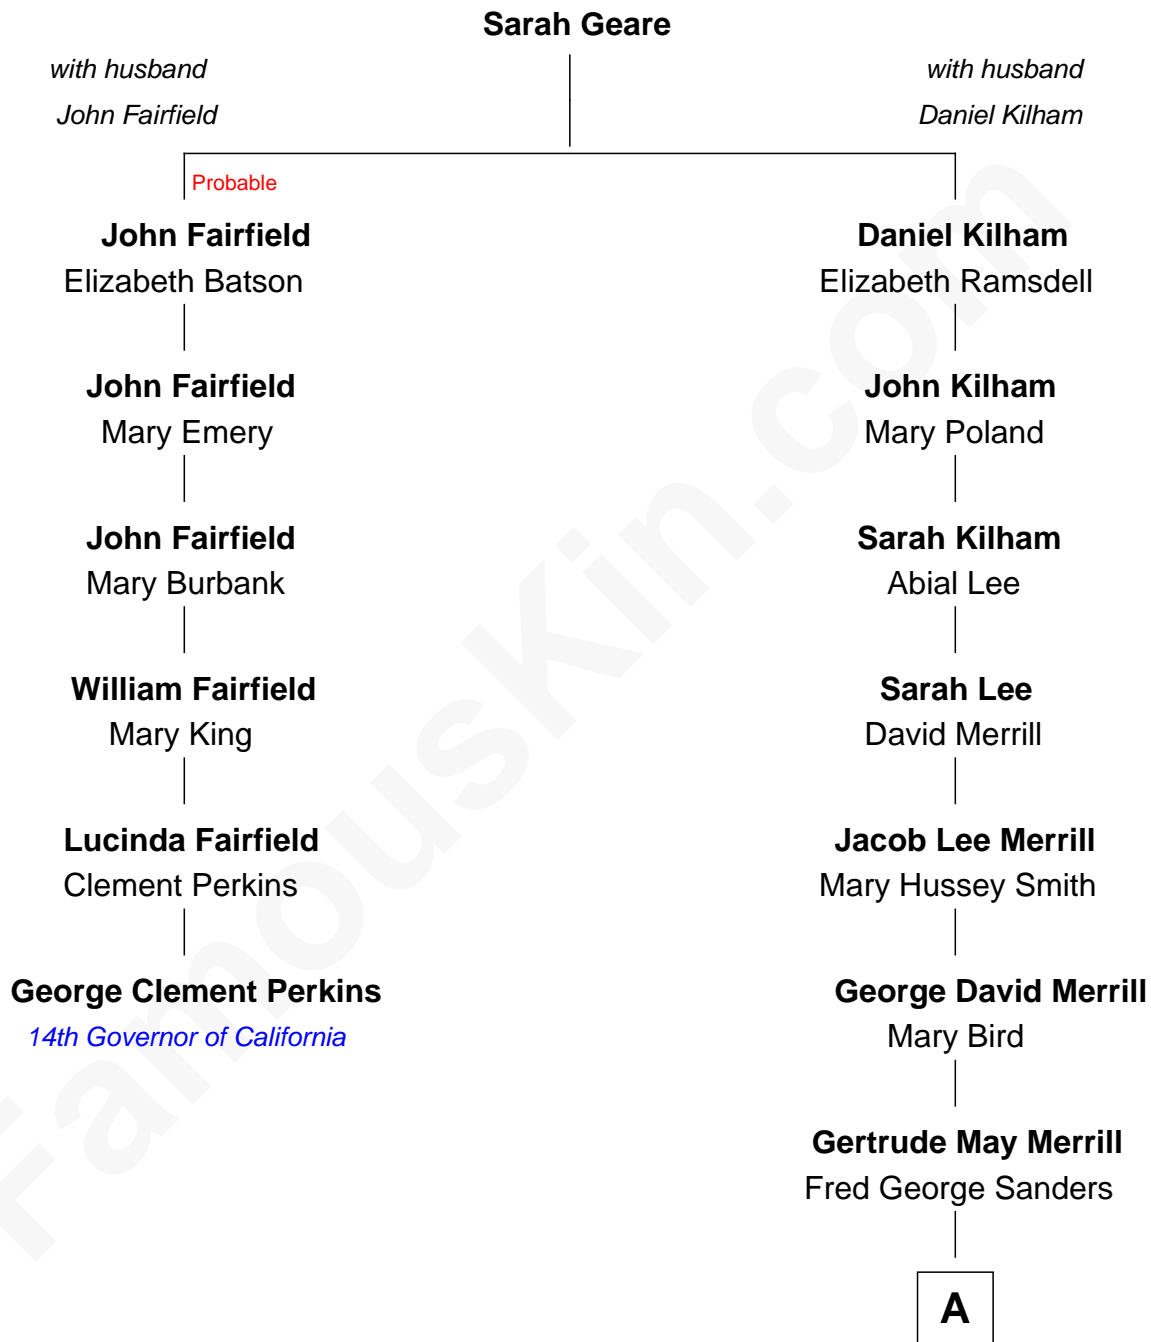 Sarah Geare
with husband
John Fairfield
with husband
Daniel Kilham
Probable
John Fairfield
Elizabeth Batson
Daniel Kilham
Elizabeth Ramsdell
John Fairfield
Mary Emery
John Kilham
Mary Poland
John Fairfield
Mary Burbank
Sarah Kilham
Abial Lee
William Fairfield
Mary King
Sarah Lee
David Merrill
Lucinda Fairfield
Clement Perkins
Jacob Lee Merrill
Mary Hussey Smith
George Clement Perkins
14th Governor of California
George David Merrill
Mary Bird
Gertrude May Merrill
Fred George Sanders
A
FamousKin.com